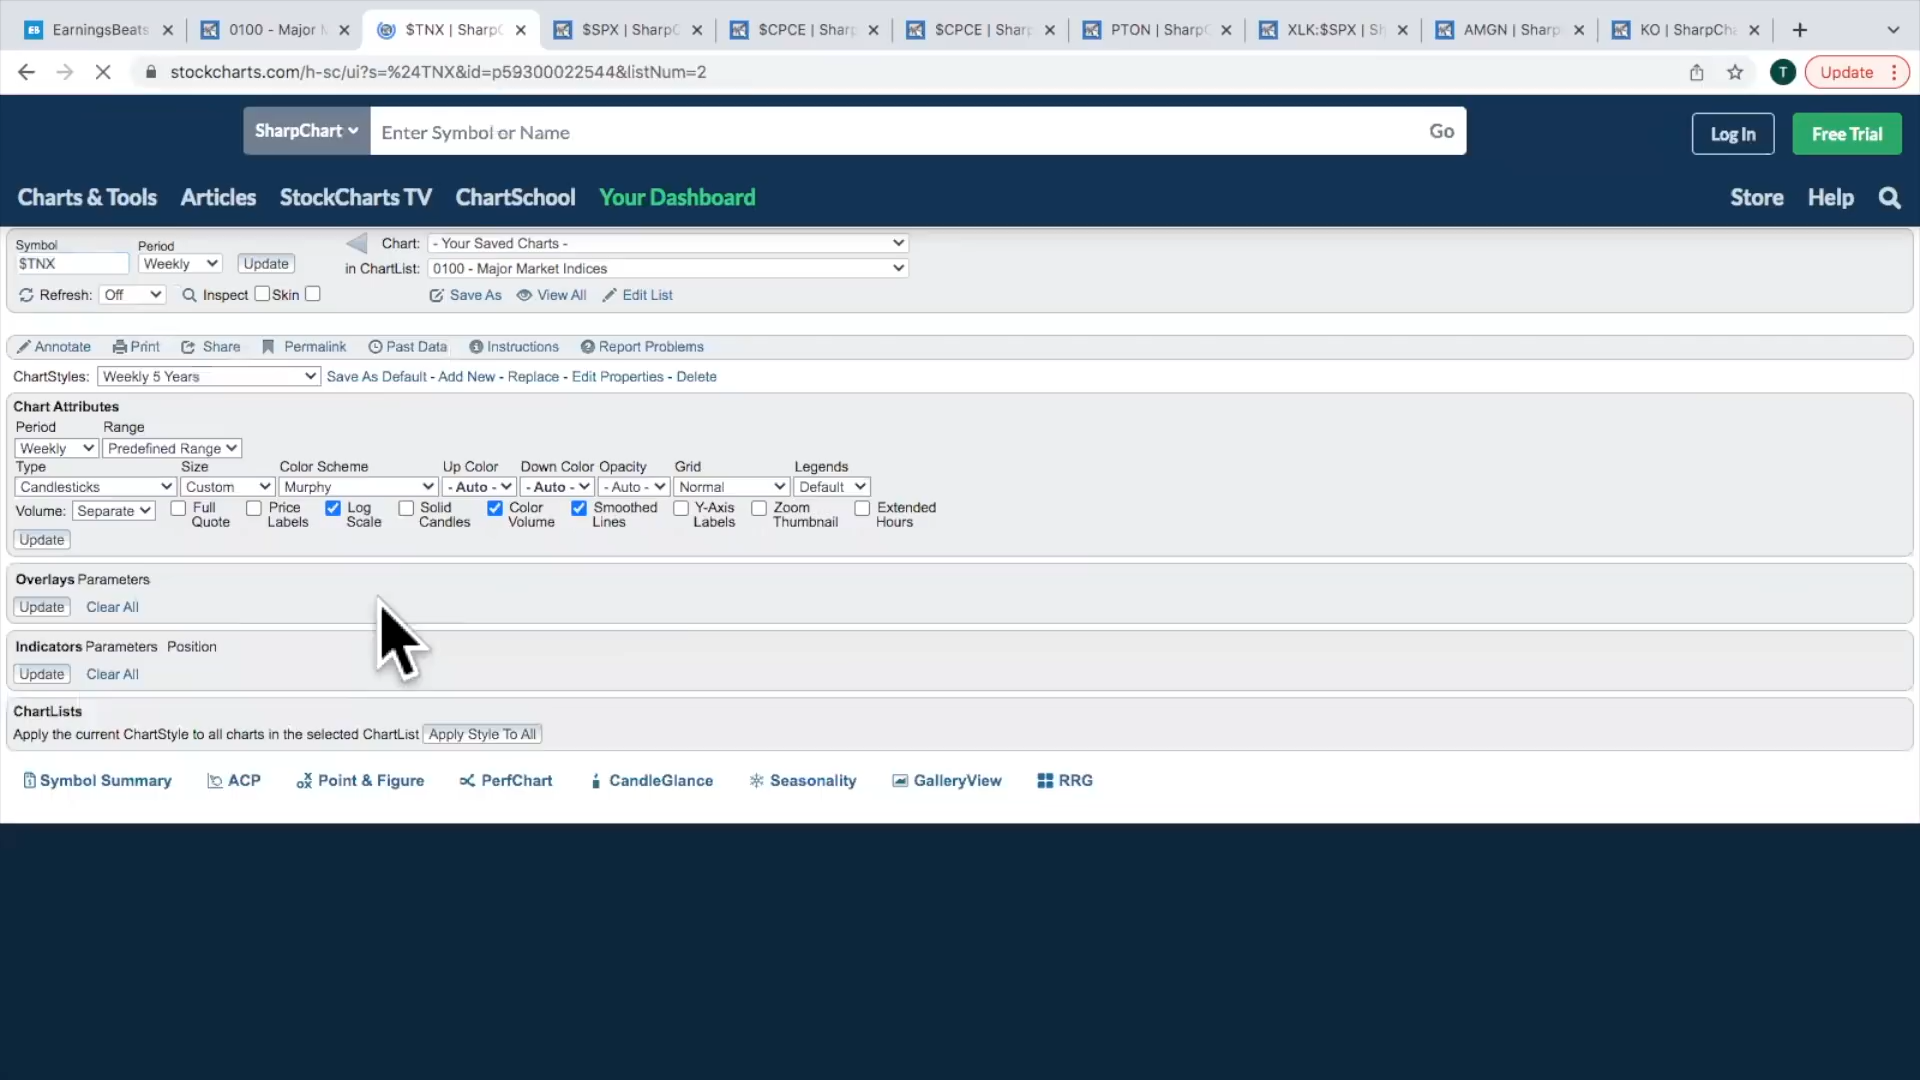 EB EarningsBeats
0100 - Major
$TNX | SharpC
$SPX | SharpC
$CPCE | Shar
$CPCE | Shar
PTON | Sharp
XLK:$SPX | S
AMGN | Sharp
KO | SharpCh
stockcharts.com/h-sc/ui?s=%24TNX&id=p59300022544&listNum=2
T
Update
SharpChart
Enter Symbol or Name
Go
Log In
Free Trial
Charts & Tools
Articles
StockCharts TV
ChartSchool
Your Dashboard
Store
Help
Symbol Period
$TNX Weekly Update
Chart: - Your Saved Charts -
in ChartList: 0100 - Major Market Indices
Refresh: Off Inspect Skin
Save As View All Edit List
Annotate Print Share Permalink Past Data Instructions Report Problems
ChartStyles: Weekly 5 Years Save As Default - Add New - Replace - Edit Properties - Delete
Chart Attributes
Period Range
Weekly Predefined Range
Type Size Color Scheme Up Color Down Color Opacity Grid Legends
Candlesticks Custom Murphy - Auto - - Auto - - Auto - Normal Default
Volume: Separate Full Quote Price Labels Log Scale Solid Candles Color Volume Smoothed Lines Y-Axis Labels Zoom Thumbnail Extended Hours
Update
Overlays Parameters
Update Clear All
Indicators Parameters Position
Update Clear All
ChartLists
Apply the current ChartStyle to all charts in the selected ChartList Apply Style To All
Symbol Summary ACP Point & Figure PerfChart CandleGlance Seasonality GalleryView RRG